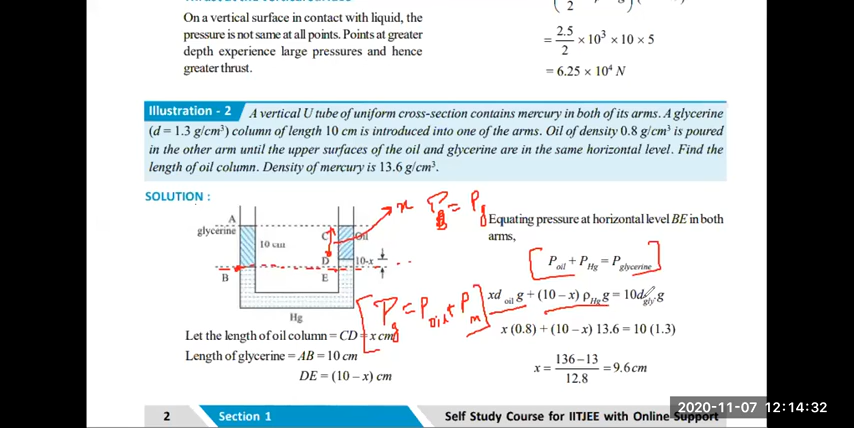 On a vertical surface in contact with liquid, the
pressure is not same at all points. Points at greater
depth experience large pressures and hence
greater thrust.
= 2.5/2 × 10³ × 10 × 5
= 6.25 × 10⁴ N
Illustration - 2 A vertical U tube of uniform cross-section contains mercury in both of its arms. A glycerine
(d = 1.3 g/cm³) column of length 10 cm is introduced into one of the arms. Oil of density 0.8 g/cm³ is poured
in the other arm until the upper surfaces of the oil and glycerine are in the same horizontal level. Find the
length of oil column. Density of mercury is 13.6 g/cm³.
SOLUTION :
A
glycerine
10 cm
C
Oil
D
10-x
B
E
Hg
x
Equating pressure at horizontal level BE in both
arms,
P_oil + P_Hg = P_glycerine
P_g = P_oil + P_m
xd_oil g + (10 – x) ρ_Hg g = 10d_gly g
x (0.8) + (10 – x) 13.6 = 10 (1.3)
x = (136 – 13)/12.8 = 9.6 cm
Let the length of oil column = CD = x cm
Length of glycerine = AB = 10 cm
DE = (10 – x) cm
2020-11-07 12:14:32
2 Section 1 Self Study Course for IITJEE with Online Support